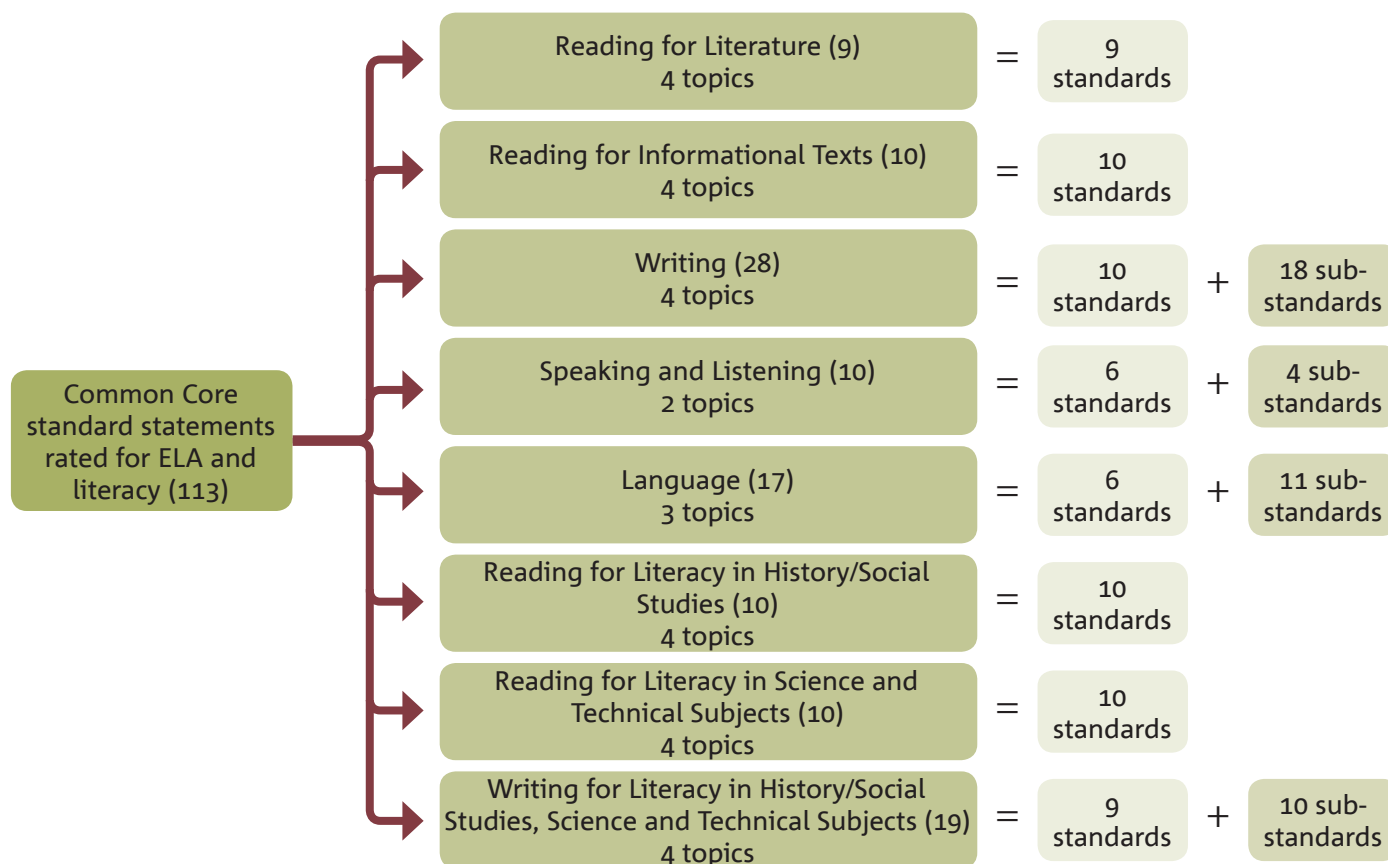 Common Core
standard statements
rated for ELA and
literacy (113)
Reading for Literature (9)
4 topics
=
9
standards
Reading for Informational Texts (10)
4 topics
=
10
standards
Writing (28)
4 topics
=
10
standards
+
18 sub-
standards
Speaking and Listening (10)
2 topics
=
6
standards
+
4 sub-
standards
Language (17)
3 topics
=
6
standards
+
11 sub-
standards
Reading for Literacy in History/Social
Studies (10)
4 topics
=
10
standards
Reading for Literacy in Science and
Technical Subjects (10)
4 topics
=
10
standards
Writing for Literacy in History/Social
Studies, Science and Technical Subjects (19)
4 topics
=
9
standards
+
10 sub-
standards